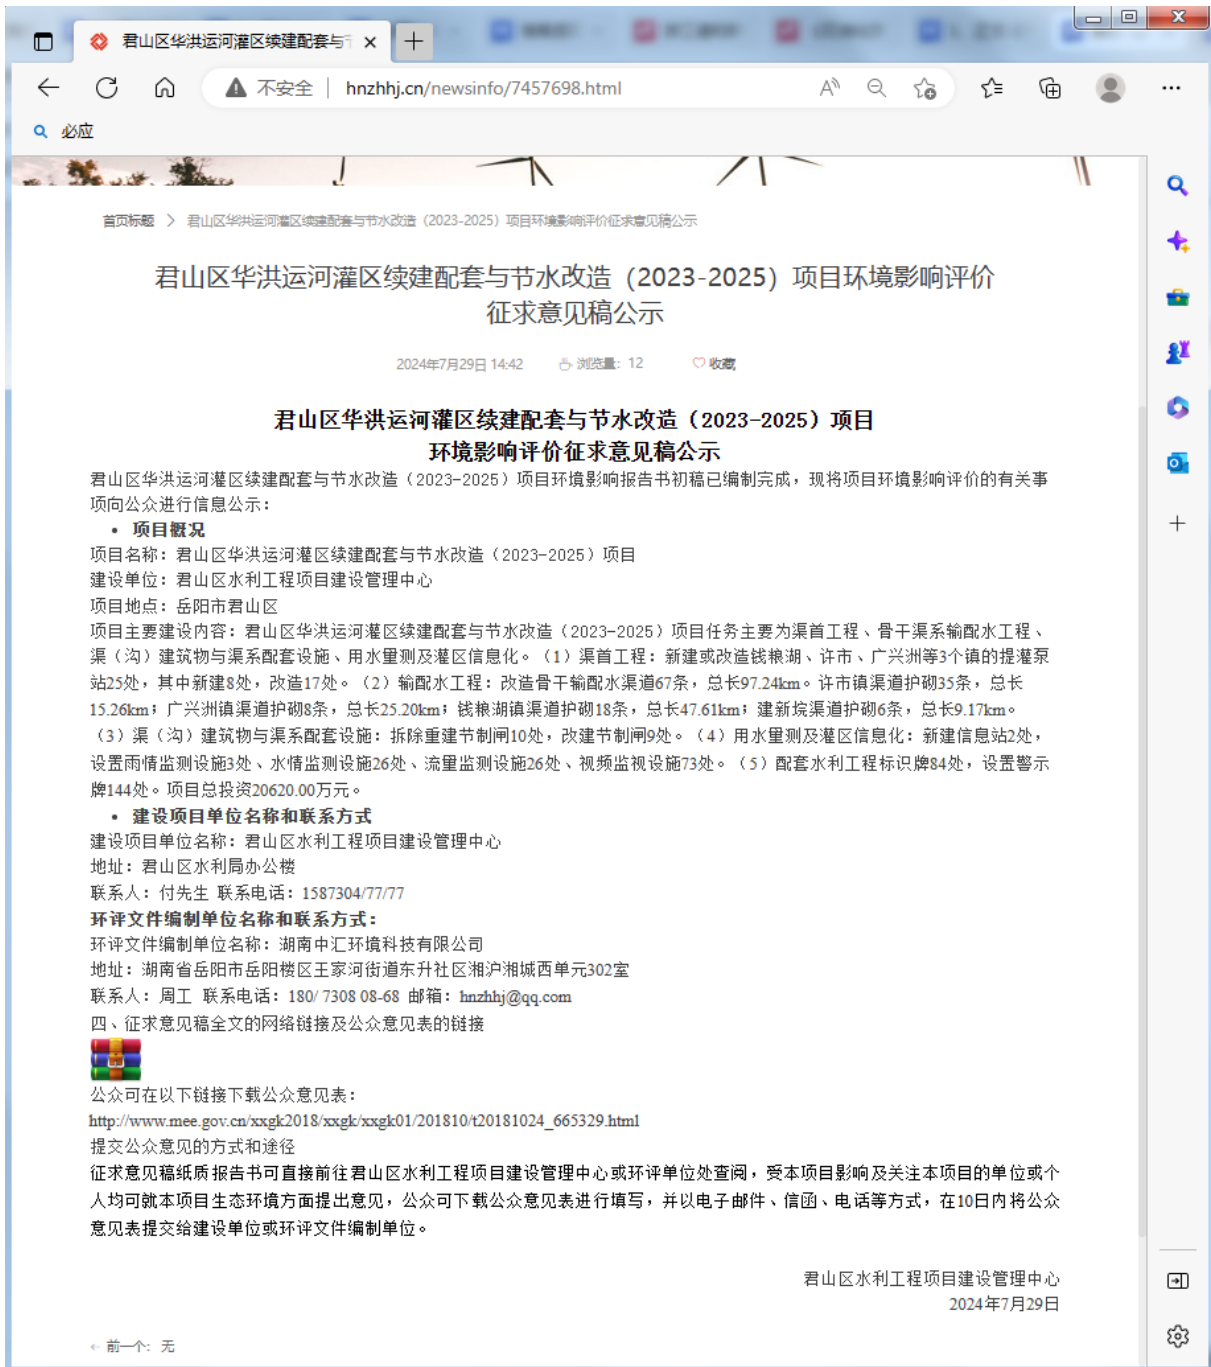 君山区华洪运河灌区续建配套与节
不安全 hnzhhj.cn/newsinfo/7457698.html
必应
首页标题 > 君山区华洪运河灌区续建配套与节水改造（2023-2025）项目环境影响评价征求意见稿公示
君山区华洪运河灌区续建配套与节水改造（2023-2025）项目环境影响评价
征求意见稿公示
2024年7月29日 14:42 浏览量：12 收藏
君山区华洪运河灌区续建配套与节水改造（2023-2025）项目
环境影响评价征求意见稿公示
君山区华洪运河灌区续建配套与节水改造（2023-2025）项目环境影响报告书初稿已编制完成，现将项目环境影响评价的有关事
项向公众进行信息公示：
• 项目概况
项目名称：君山区华洪运河灌区续建配套与节水改造（2023-2025）项目
建设单位：君山区水利工程项目建设管理中心
项目地点：岳阳市君山区
项目主要建设内容：君山区华洪运河灌区续建配套与节水改造（2023-2025）项目任务主要为渠首工程、骨干渠系输配水工程、
渠（沟）建筑物与渠系配套设施、用水量测及灌区信息化。（1）渠首工程：新建或改造钱粮湖、许市、广兴洲等3个镇的提灌泵
站25处，其中新建8处，改造17处。（2）输配水工程：改造骨干输配水渠道67条，总长97.24km。许市镇渠道护砌35条，总长
15.26km；广兴洲镇渠道护砌8条，总长25.20km；钱粮湖镇渠道护砌18条，总长47.61km；建新垸渠道护砌6条，总长9.17km。
（3）渠（沟）建筑物与渠系配套设施：拆除重建节制闸10处，改建节制闸9处。（4）用水量测及灌区信息化：新建信息站2处，
设置雨情监测设施3处、水情监测设施26处、流量监测设施26处、视频监视设施73处。（5）配套水利工程标识牌84处，设置警示
牌144处。项目总投资20620.00万元。
• 建设项目单位名称和联系方式
建设项目单位名称：君山区水利工程项目建设管理中心
地址：君山区水利局办公楼
联系人：付先生 联系电话：1587304/77/77
环评文件编制单位名称和联系方式：
环评文件编制单位名称：湖南中汇环境科技有限公司
地址：湖南省岳阳市岳阳楼区王家河街道东升社区湘沪湘城西单元302室
联系人：周工 联系电话：180/ 7308 08-68 邮箱：hnzhhj@qq.com
四、征求意见稿全文的网络链接及公众意见表的链接
公众可在以下链接下载公众意见表：
http://www.mee.gov.cn/xxgk2018/xxgk/xxgk01/201810/t20181024_665329.html
提交公众意见的方式和途径
征求意见稿纸质报告书可直接前往君山区水利工程项目建设管理中心或环评单位处查阅，受本项目影响及关注本项目的单位或个
人均可就本项目生态环境方面提出意见，公众可下载公众意见表进行填写，并以电子邮件、信函、电话等方式，在10日内将公众
意见表提交给建设单位或环评文件编制单位。
君山区水利工程项目建设管理中心
2024年7月29日
前一个：无